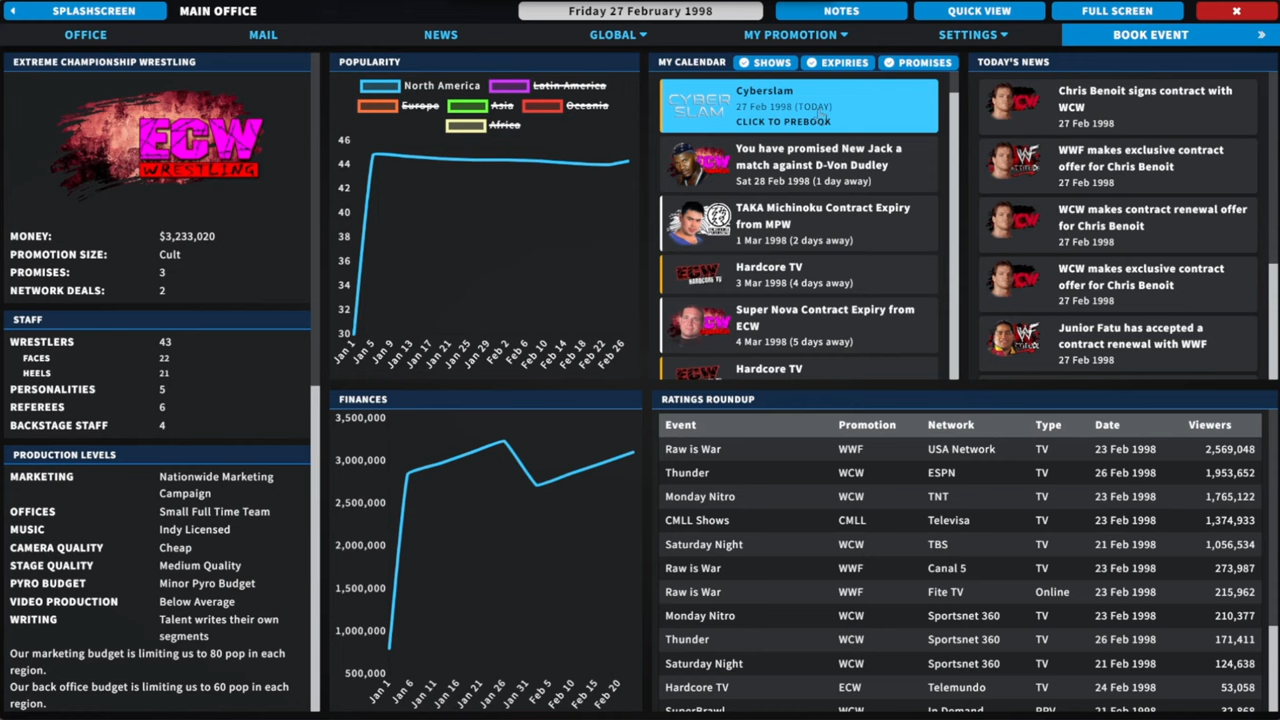 SPLASHSCREEN
MAIN OFFICE
Friday 27 February 1998
NOTES
QUICK VIEW
FULL SCREEN
OFFICE
MAIL
NEWS
GLOBAL
MY PROMOTION
SETTINGS
BOOK EVENT
EXTREME CHAMPIONSHIP WRESTLING
ECW
WRESTLING
MONEY: $3,233,020
PROMOTION SIZE: Cult
PROMISES: 3
NETWORK DEALS: 2
STAFF
WRESTLERS 43
FACES 22
HEELS 21
PERSONALITIES 5
REFEREES 6
BACKSTAGE STAFF 4
PRODUCTION LEVELS
MARKETING Nationwide Marketing
Campaign
OFFICES Small Full Time Team
MUSIC Indy Licensed
CAMERA QUALITY Cheap
STAGE QUALITY Medium Quality
PYRO BUDGET Minor Pyro Budget
VIDEO PRODUCTION Below Average
WRITING Talent writes their own
segments
Our marketing budget is limiting us to 80 pop in each
region.
Our back office budget is limiting us to 60 pop in each
region.
POPULARITY
North America Latin America
Europe Asia Oceania
Africa
46
44
42
40
38
36
34
32
30
Jan 1 Jan 5 Jan 9 Jan 13 Jan 17 Jan 21 Jan 25 Jan 29 Feb 2 Feb 6 Feb 10 Feb 14 Feb 18 Feb 22 Feb 26
FINANCES
3,500,000
3,000,000
2,500,000
2,000,000
1,500,000
1,000,000
500,000
Jan 1 Jan 6 Jan 11 Jan 16 Jan 21 Jan 26 Jan 31 Feb 5 Feb 10 Feb 15 Feb 20
MY CALENDAR SHOWS EXPIRIES PROMISES
CYBER
SLAM
Cyberslam
27 Feb 1998 (TODAY)
CLICK TO PREBOOK
You have promised New Jack a
match against D-Von Dudley
Sat 28 Feb 1998 (1 day away)
TAKA Michinoku Contract Expiry
from MPW
1 Mar 1998 (2 days away)
ECW
HARDCORE TV
Hardcore TV
3 Mar 1998 (4 days away)
Super Nova Contract Expiry from
ECW
4 Mar 1998 (5 days away)
ECW
Hardcore TV
TODAY'S NEWS
Chris Benoit signs contract with
WCW
27 Feb 1998
WWF makes exclusive contract
offer for Chris Benoit
27 Feb 1998
WCW makes contract renewal offer
for Chris Benoit
27 Feb 1998
WCW makes exclusive contract
offer for Chris Benoit
27 Feb 1998
Junior Fatu has accepted a
contract renewal with WWF
27 Feb 1998
RATINGS ROUNDUP
Event Promotion Network Type Date Viewers
Raw is War WWF USA Network TV 23 Feb 1998 2,569,048
Thunder WCW ESPN TV 26 Feb 1998 1,953,652
Monday Nitro WCW TNT TV 23 Feb 1998 1,765,122
CMLL Shows CMLL Televisa TV 23 Feb 1998 1,374,933
Saturday Night WCW TBS TV 21 Feb 1998 1,056,534
Raw is War WWF Canal 5 TV 23 Feb 1998 273,987
Raw is War WWF Fite TV Online 23 Feb 1998 215,962
Monday Nitro WCW Sportsnet 360 TV 23 Feb 1998 210,377
Thunder WCW Sportsnet 360 TV 26 Feb 1998 171,411
Saturday Night WCW Sportsnet 360 TV 21 Feb 1998 124,638
Hardcore TV ECW Telemundo TV 24 Feb 1998 53,058
SuperBrawl WCW In Demand PPV 21 Feb 1998 32,868